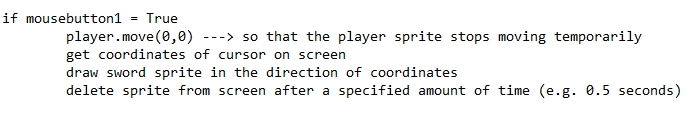 if mousebutton1 = True
player.move(0,0) ---> so that the player sprite stops moving temporarily
get coordinates of cursor on screen
draw sword sprite in the direction of coordinates
delete sprite from screen after a specified amount of time (e.g. 0.5 seconds)